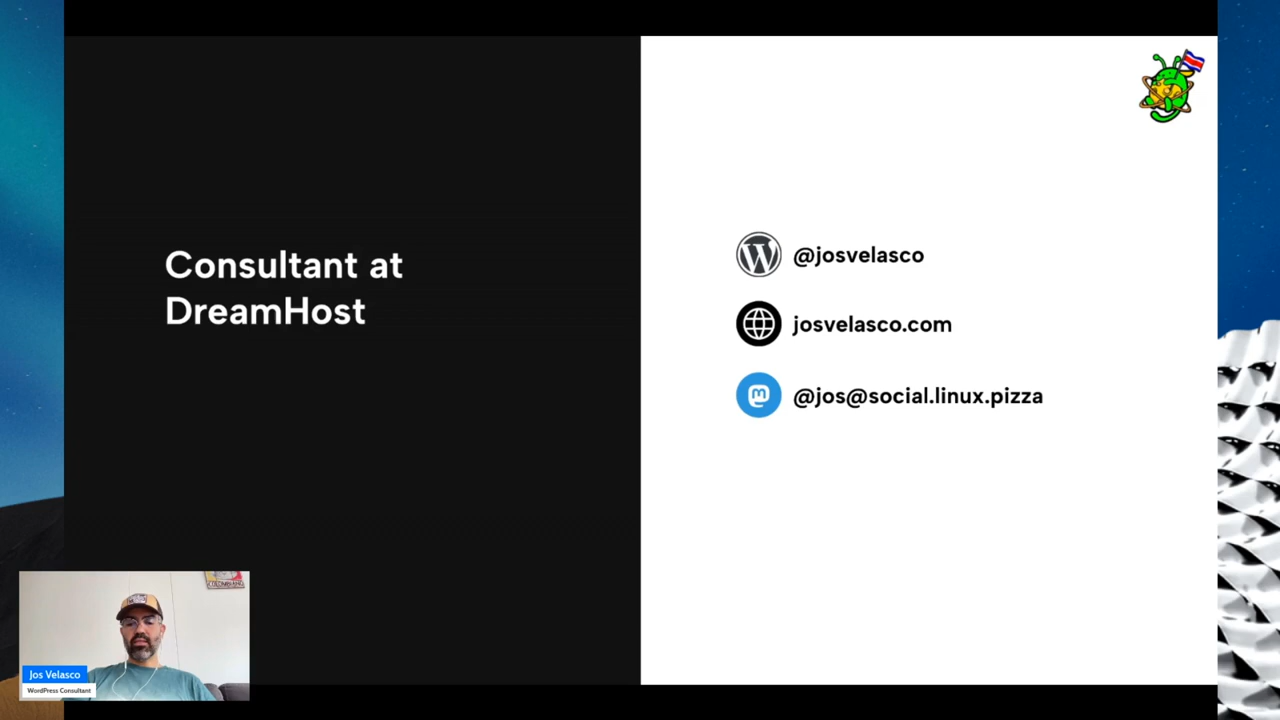 Consultant at
DreamHost
@josvelasco
josvelasco.com
@jos@social.linux.pizza
Jos Velasco
WordPress Consultant